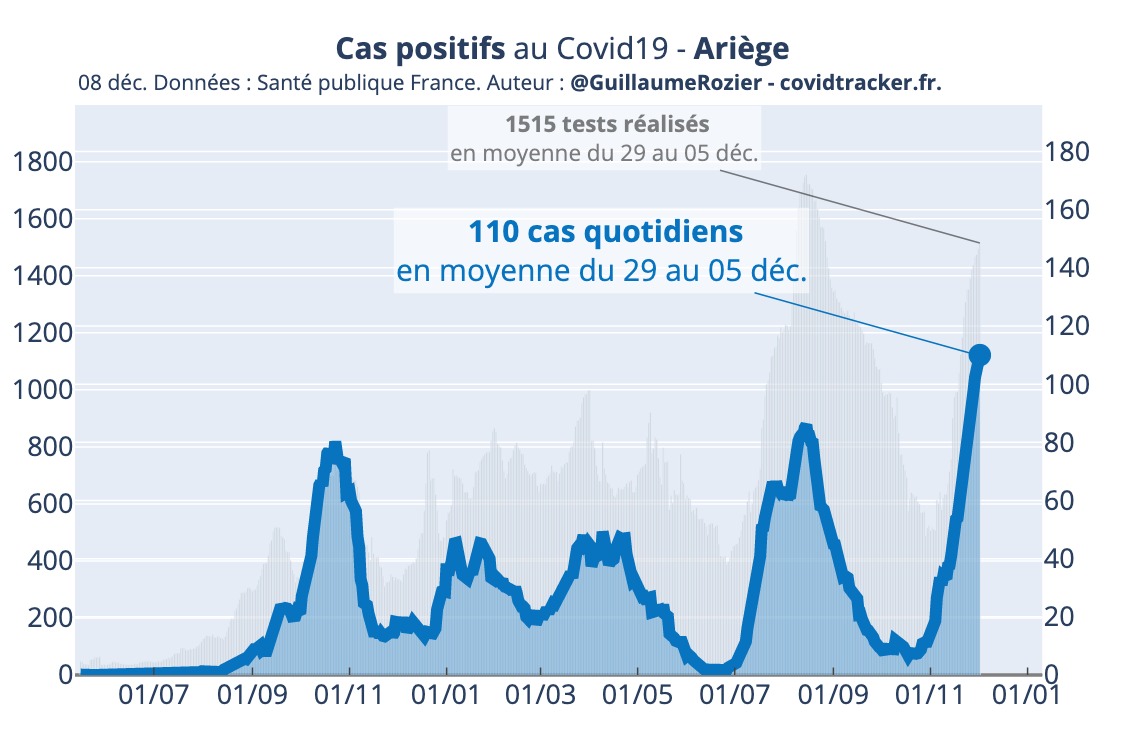 Cas positifs au Covid19 - Ariège
08 déc. Données : Santé publique France. Auteur : @GuillaumeRozier - covidtracker.fr.
1515 tests réalisés
en moyenne du 29 au 05 déc.
110 cas quotidiens
en moyenne du 29 au 05 déc.
1800
1600
1400
1200
1000
800
600
400
200
0
180
160
140
120
100
80
60
40
20
0
01/07 01/09 01/11 01/01 01/03 01/05 01/07 01/09 01/11 01/01